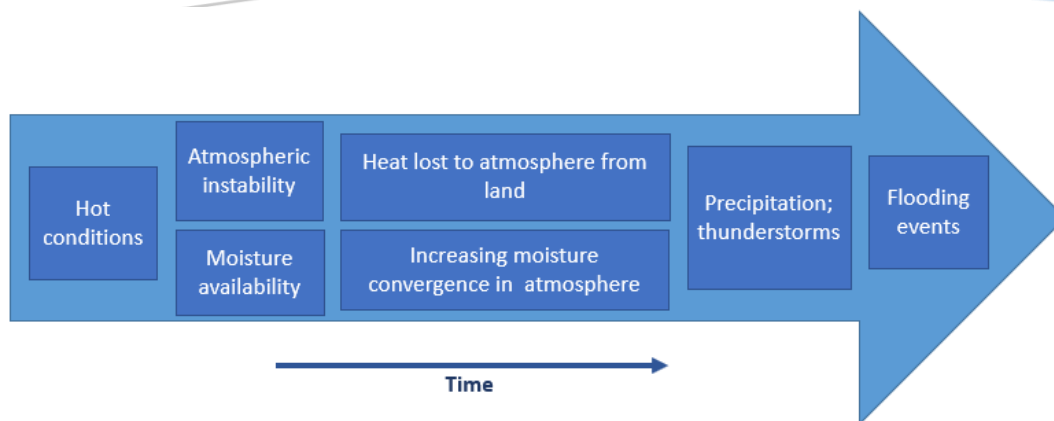 Hot
conditions
Atmospheric
instability
Moisture
availability
Heat lost to atmosphere from
land
Increasing moisture
convergence in atmosphere
Precipitation;
thunderstorms
Flooding
events
Time